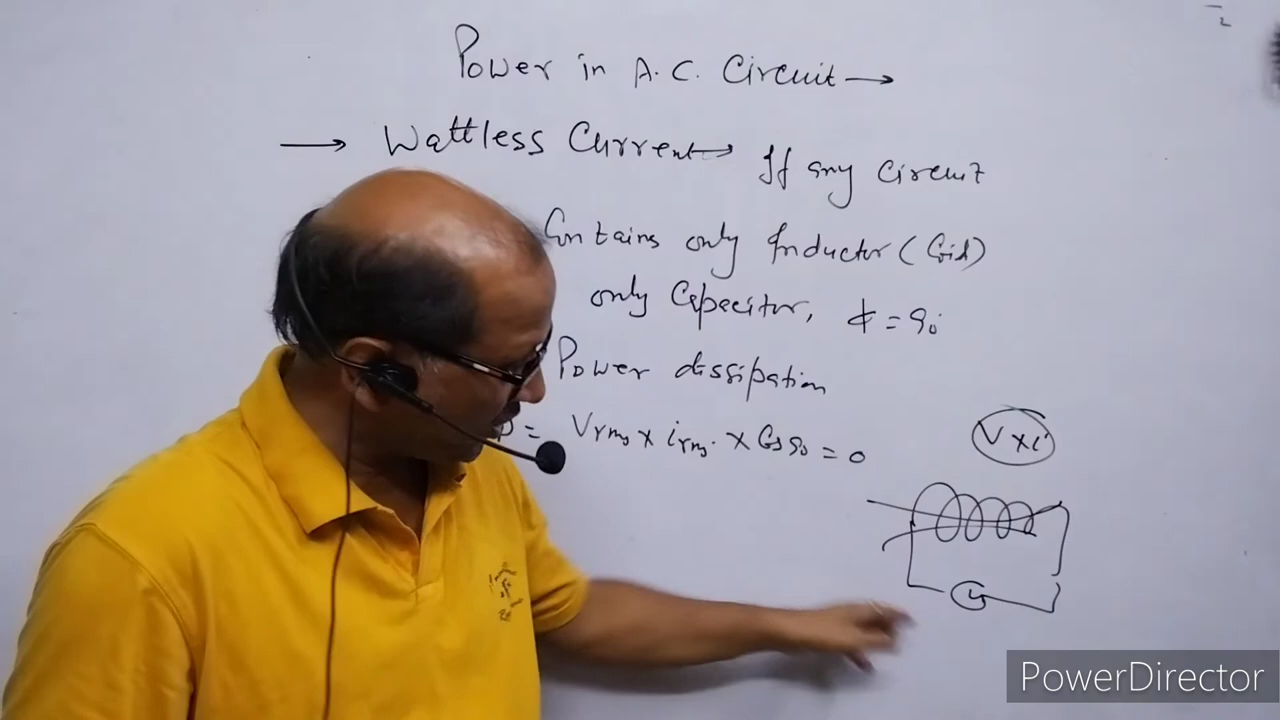 Power in A.C. Circuit →
→ Wattless Current → If any circuit
Contains only Inductor (Coil)
only Capacitor, ϕ = 90°
Power dissipation
P = Vrms × irms × Cos 90 = 0
V × i
PowerDirector